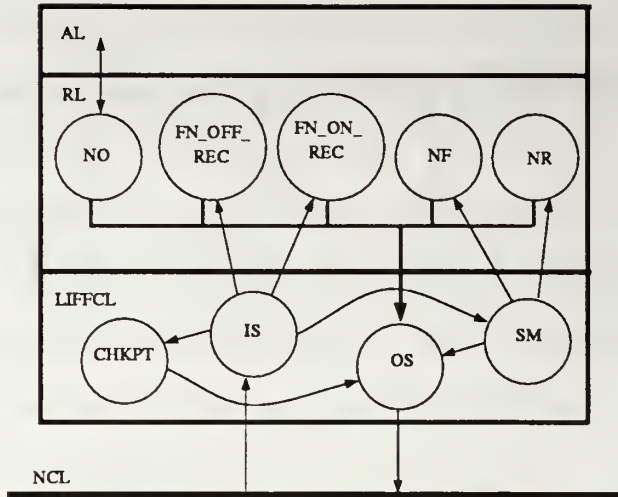 AL
RL
NO
FN_OFF_
REC
FN_ON_
REC
NF
NR
LIFFCL
CHKPT
IS
OS
SM
NCL